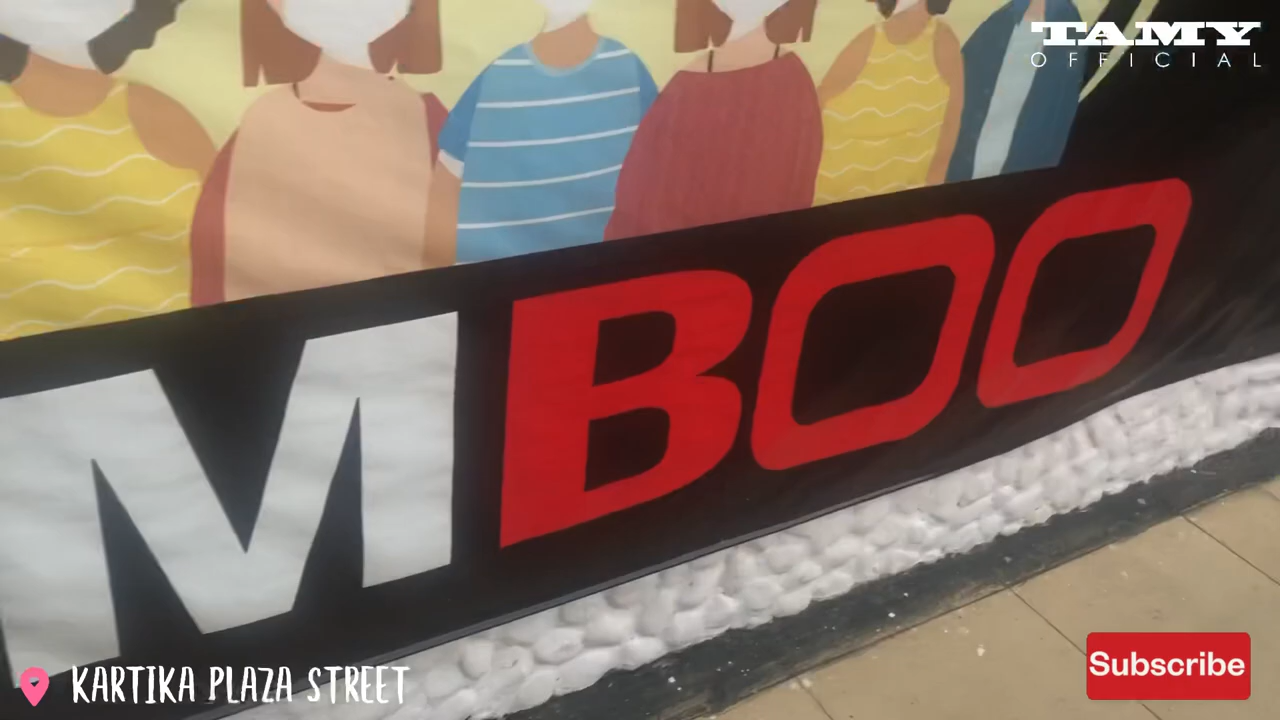 TAMY
OFFICIAL
MBOO
KARTIKA PLAZA STREET
Subscribe